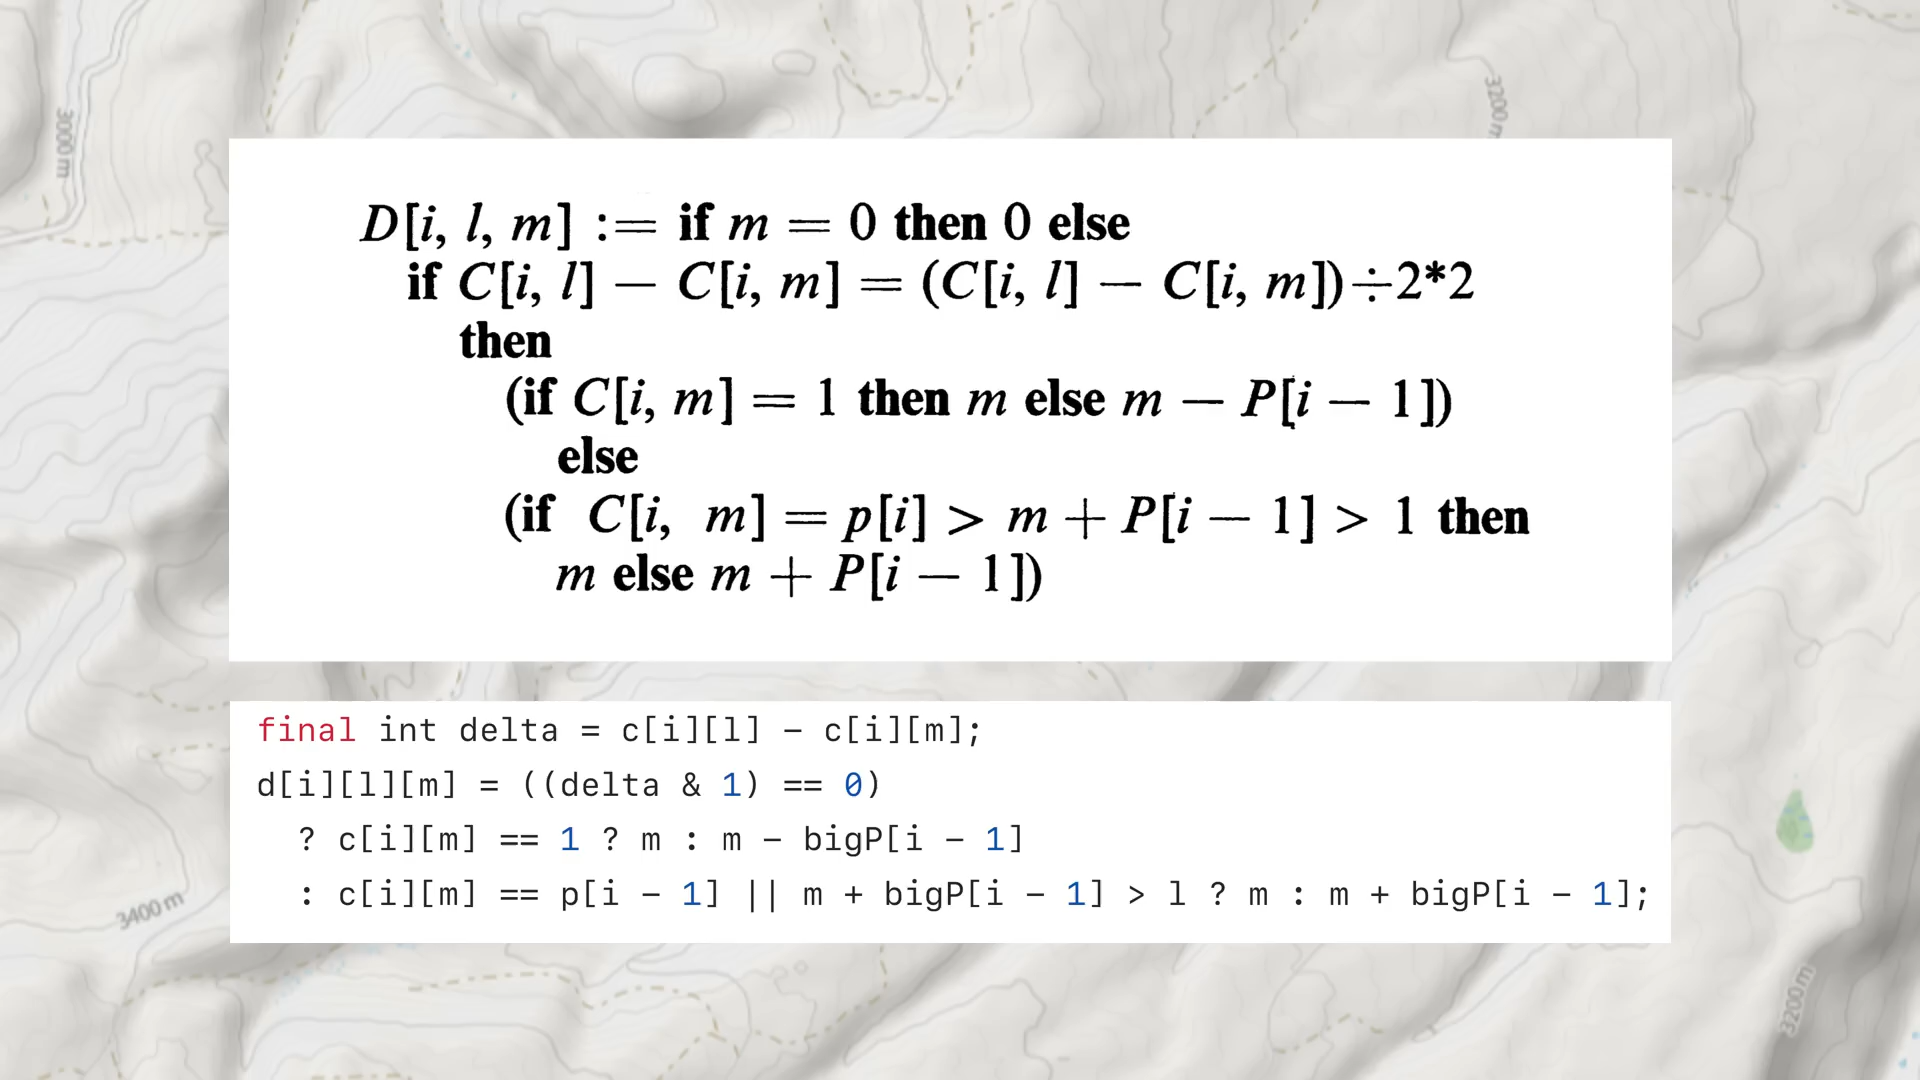 3000 m
3200 m
D[i, l, m] := if m = 0 then 0 else
if C[i, l] − C[i, m] = (C[i, l] − C[i, m])÷2*2
then
(if C[i, m] = 1 then m else m − P[i − 1])
else
(if C[i, m] = p[i] > m + P[i − 1] > 1 then
m else m + P[i − 1])
final int delta = c[i][l] − c[i][m];
d[i][l][m] = ((delta & 1) == 0)
? c[i][m] == 1 ? m : m − bigP[i − 1]
: c[i][m] == p[i − 1] || m + bigP[i − 1] > l ? m : m + bigP[i − 1];
3400 m
3200 m